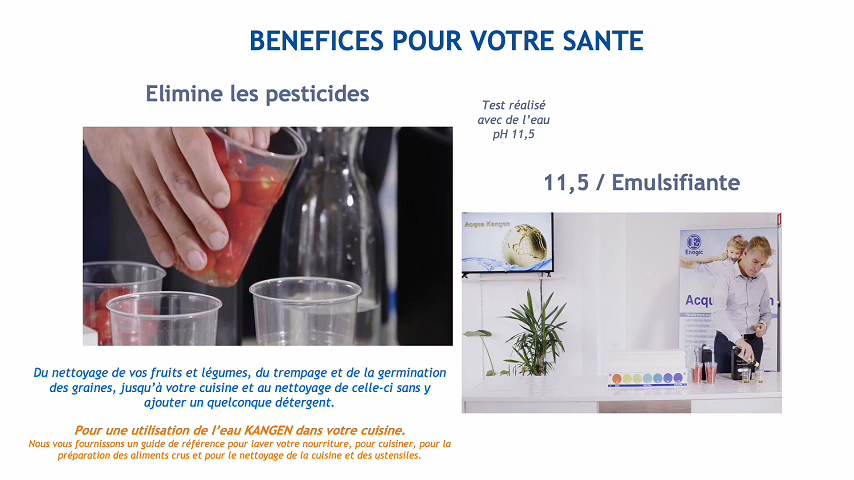 BENEFICES POUR VOTRE SANTE
Elimine les pesticides
Test réalisé
avec de l'eau
pH 11,5
11,5 / Emulsifiante
Acqua Kangen
Enagic
Acqu
n
Du nettoyage de vos fruits et légumes, du trempage et de la germination
des graines, jusqu'à votre cuisine et au nettoyage de celle-ci sans y
ajouter un quelconque détergent.
Pour une utilisation de l'eau KANGEN dans votre cuisine.
Nous vous fournissons un guide de référence pour laver votre nourriture, pour cuisiner, pour la
préparation des aliments crus et pour le nettoyage de la cuisine et des ustensiles.